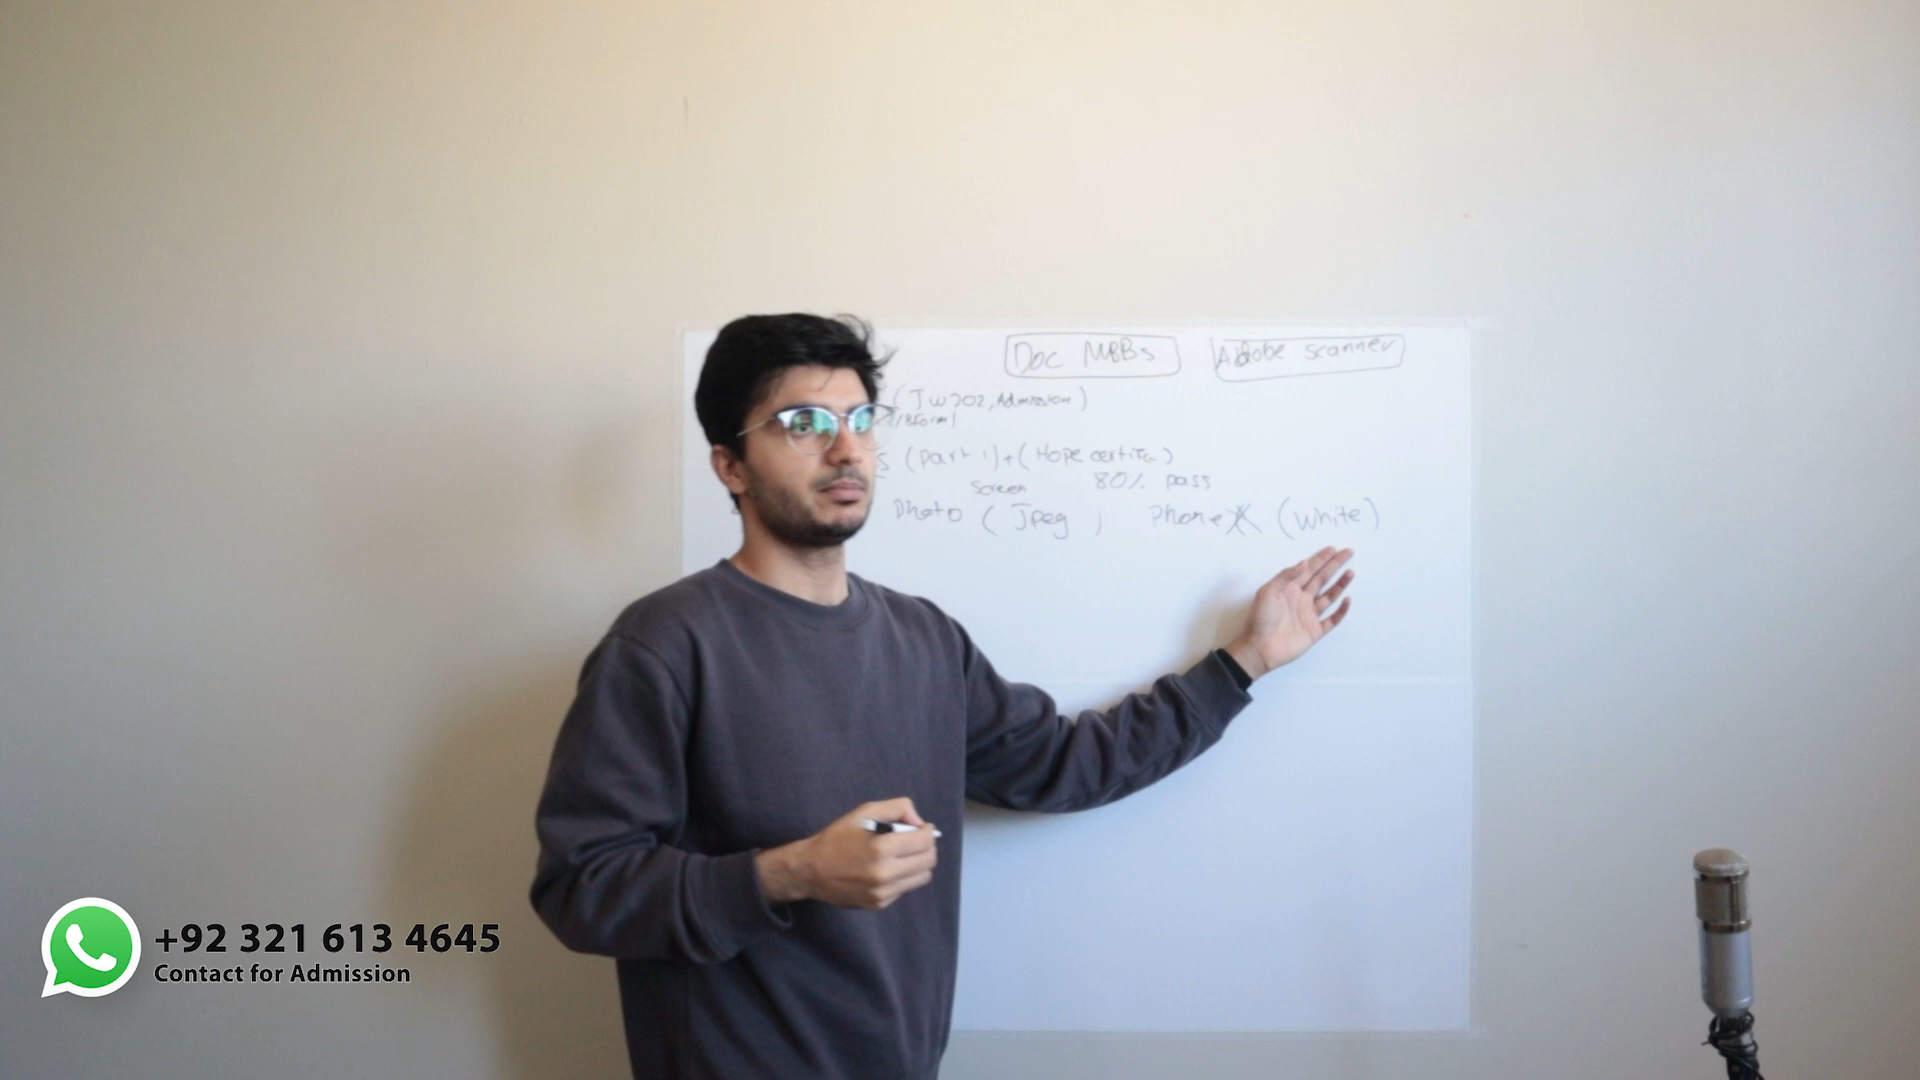 Doc MBBs Adobe scanner
(JW202, Admission)
/BForm/
s (part 1)+(Hope certifica)
Screen 80% pass
photo (Jpeg) Phone (white)
+92 321 613 4645
Contact for Admission